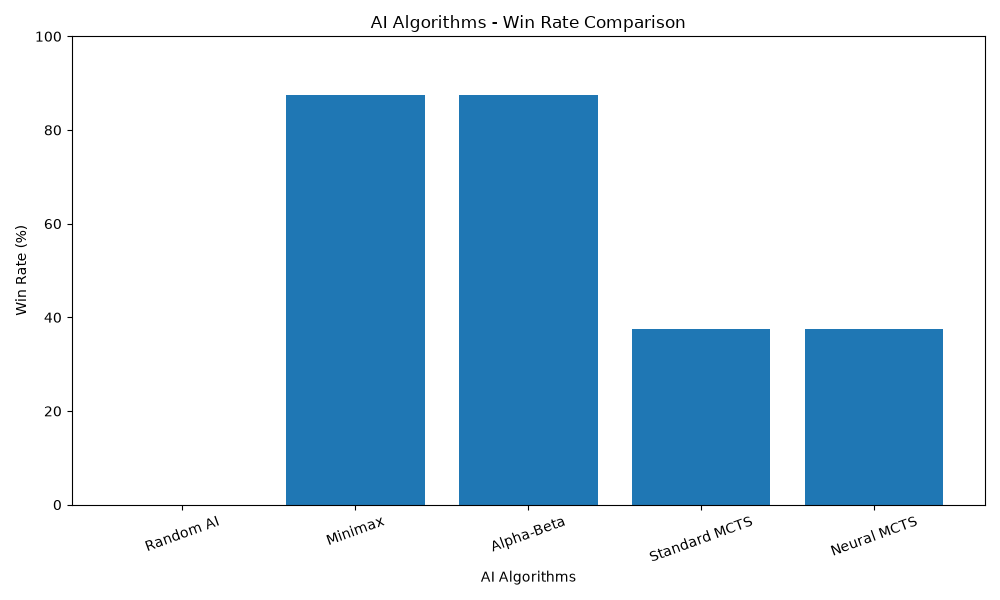 AI Algorithms - Win Rate Comparison
Win Rate (%)
100
80
60
40
20
0
Random AI
Minimax
Alpha-Beta
Standard MCTS
Neural MCTS
AI Algorithms